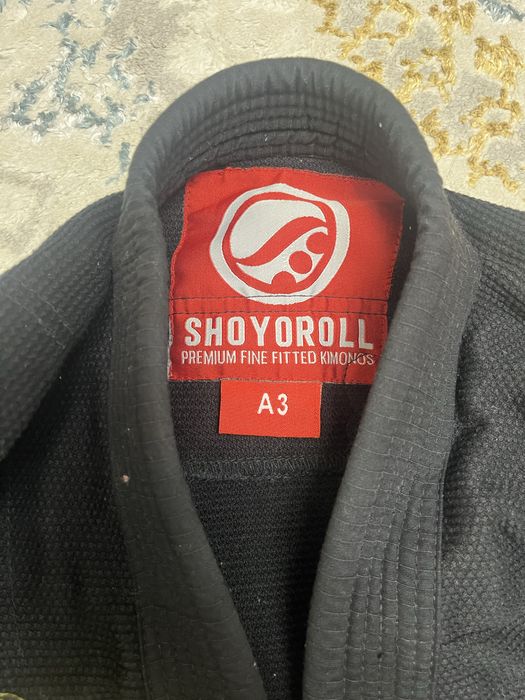 SHOYOROLL
PREMIUM FINE FITTED KIMONOS
A3